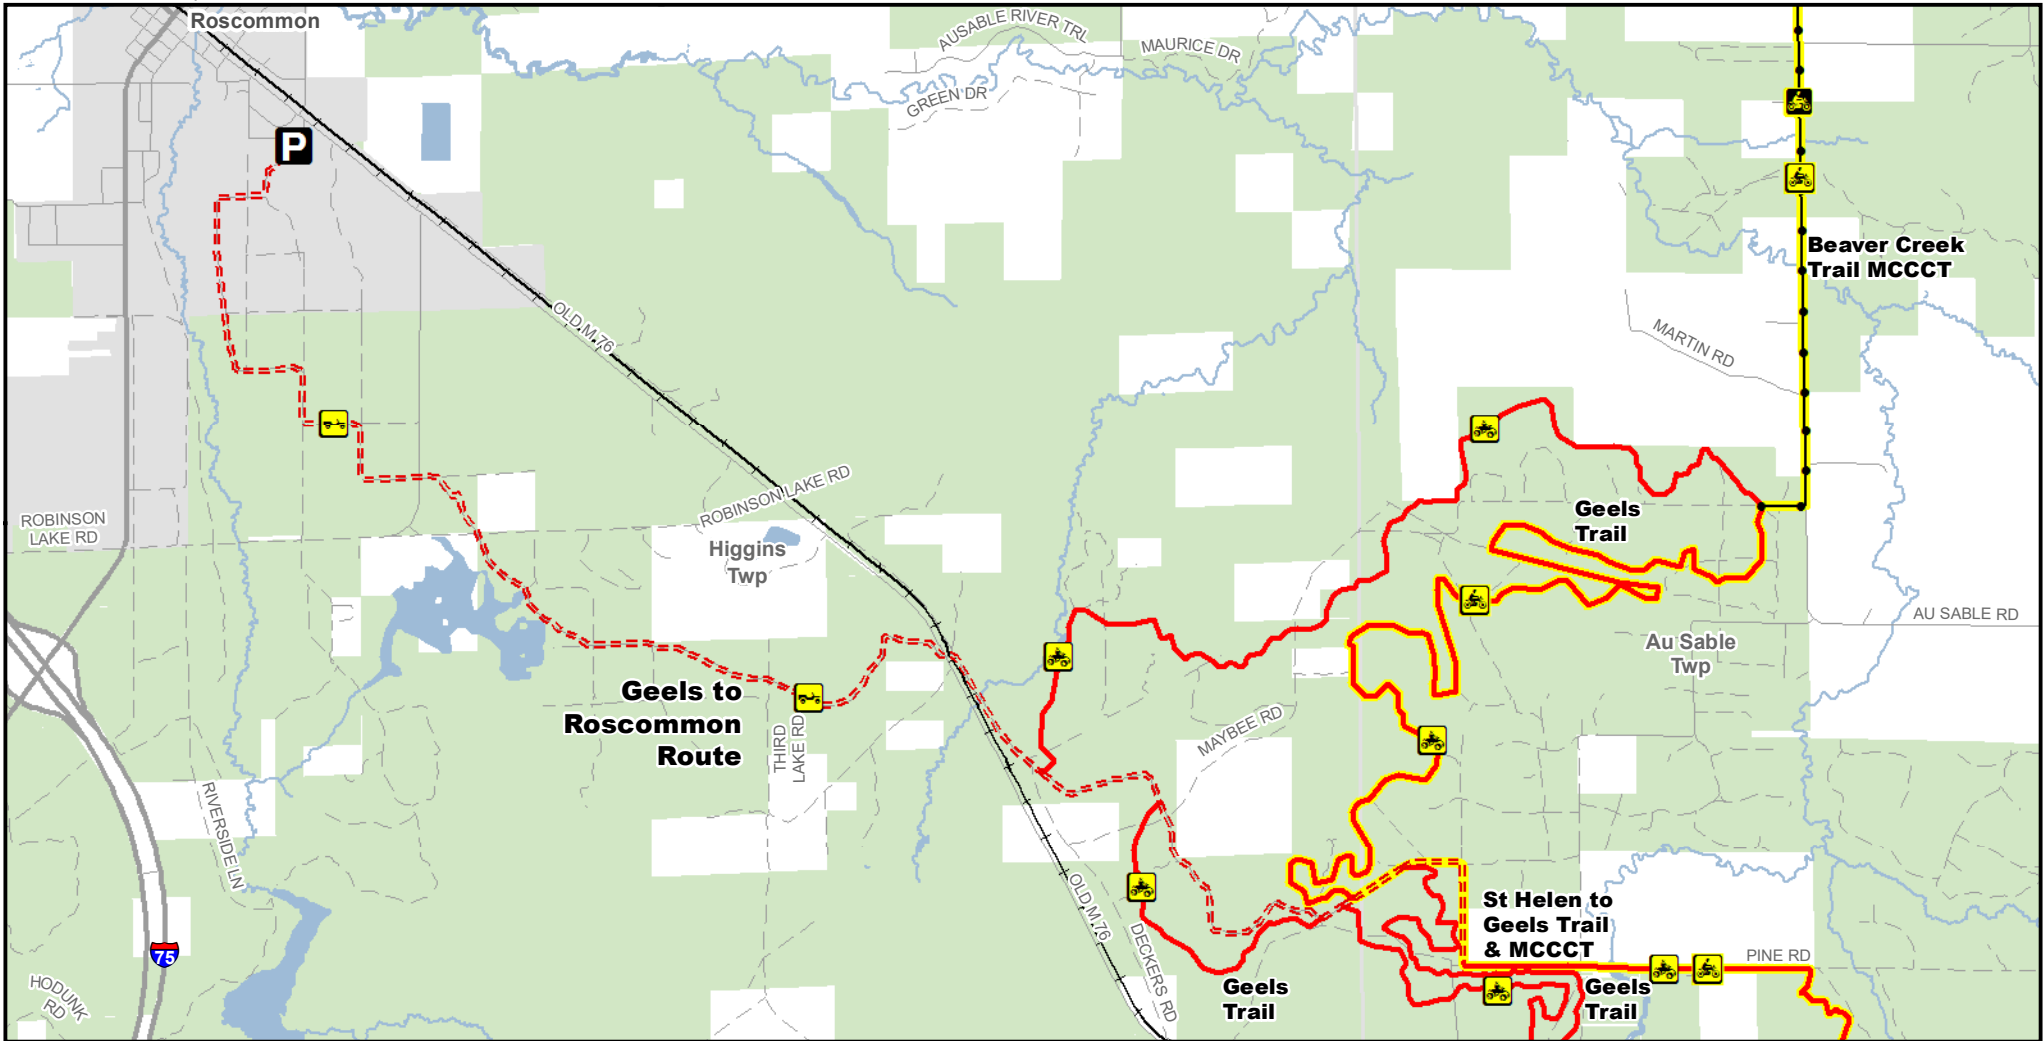 Roscommon
AUSABLE RIVER TRL
MAURICE DR
GREEN DR
P
Beaver Creek
Trail MCCCT
OLD M 76
MARTIN RD
ROBINSON LAKE RD
ROBINSON
LAKE RD
Geels
Trail
Higgins
Twp
AU SABLE RD
Au Sable
Twp
Geels to
Roscommon
Route
THIRD
LAKE RD
MAYBEE RD
RIVERSIDE LN
OLD M 76
DECKERS RD
St Helen to
Geels Trail
& MCCCT
PINE RD
75
HODUNK
RD
Geels
Trail
Geels
Trail